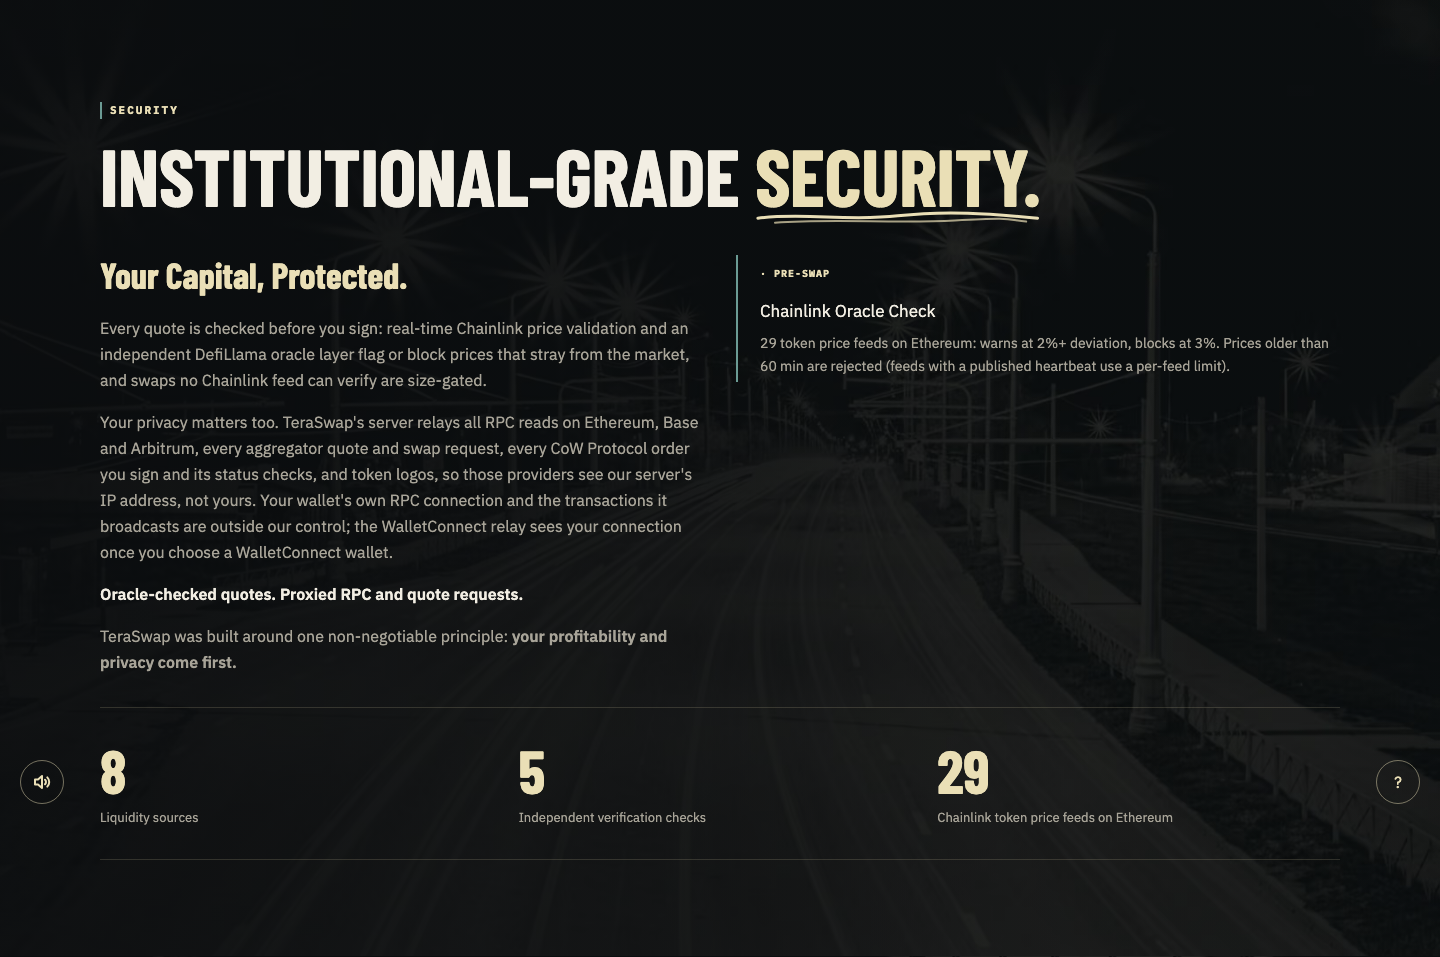 SECURITY
INSTITUTIONAL-GRADE SECURITY.
Your Capital, Protected.
Every quote is checked before you sign: real-time Chainlink price validation and an
independent DefiLlama oracle layer flag or block prices that stray from the market,
and swaps no Chainlink feed can verify are size-gated.
Your privacy matters too. TeraSwap's server relays all RPC reads on Ethereum, Base
and Arbitrum, every aggregator quote and swap request, every CoW Protocol order
you sign and its status checks, and token logos, so those providers see our server's
IP address, not yours. Your wallet's own RPC connection and the transactions it
broadcasts are outside our control; the WalletConnect relay sees your connection
once you choose a WalletConnect wallet.
Oracle-checked quotes. Proxied RPC and quote requests.
TeraSwap was built around one non-negotiable principle: your profitability and
privacy come first.
· PRE-SWAP
Chainlink Oracle Check
29 token price feeds on Ethereum: warns at 2%+ deviation, blocks at 3%. Prices older than
60 min are rejected (feeds with a published heartbeat use a per-feed limit).
8
Liquidity sources
5
Independent verification checks
29
Chainlink token price feeds on Ethereum
?